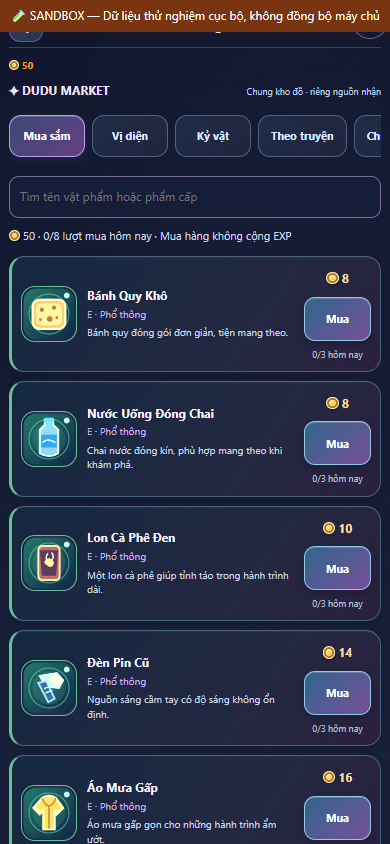 SANDBOX — Dữ liệu thử nghiệm cục bộ, không đồng bộ máy chủ
50
✦ DUDU MARKET
Chung kho đồ · riêng nguồn nhận
Mua sắm
Vị diện
Kỷ vật
Theo truyện
Ch
Tìm tên vật phẩm hoặc phẩm cấp
50 · 0/8 lượt mua hôm nay · Mua hàng không cộng EXP
Bánh Quy Khô
E · Phổ thông
Bánh quy đóng gói đơn giản, tiện mang theo.
8
Mua
0/3 hôm nay
Nước Uống Đóng Chai
E · Phổ thông
Chai nước đóng kín, phù hợp mang theo khi
khám phá.
8
Mua
0/3 hôm nay
Lon Cà Phê Đen
E · Phổ thông
Một lon cà phê giúp tỉnh táo trong hành trình
dài.
10
Mua
0/3 hôm nay
Đèn Pin Cũ
E · Phổ thông
Nguồn sáng cầm tay có độ sáng không ổn
định.
14
Mua
0/3 hôm nay
Áo Mưa Gấp
E · Phổ thông
Áo mưa gấp gọn cho những hành trình ẩm
ướt.
16
Mua